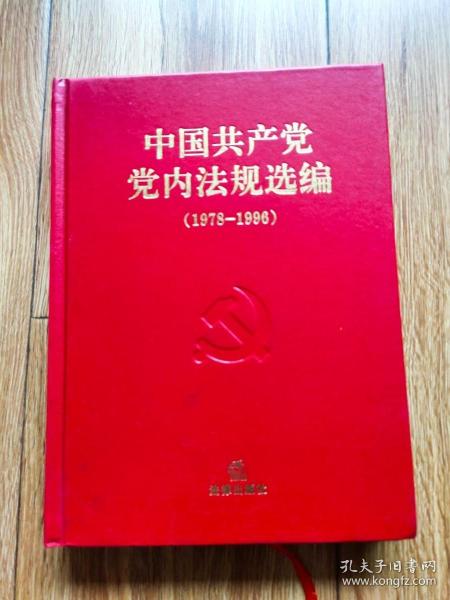 中国共产党
党内法规选编
(1978-1996)
法律出版社
孔夫子旧书网
www.kongfz.com